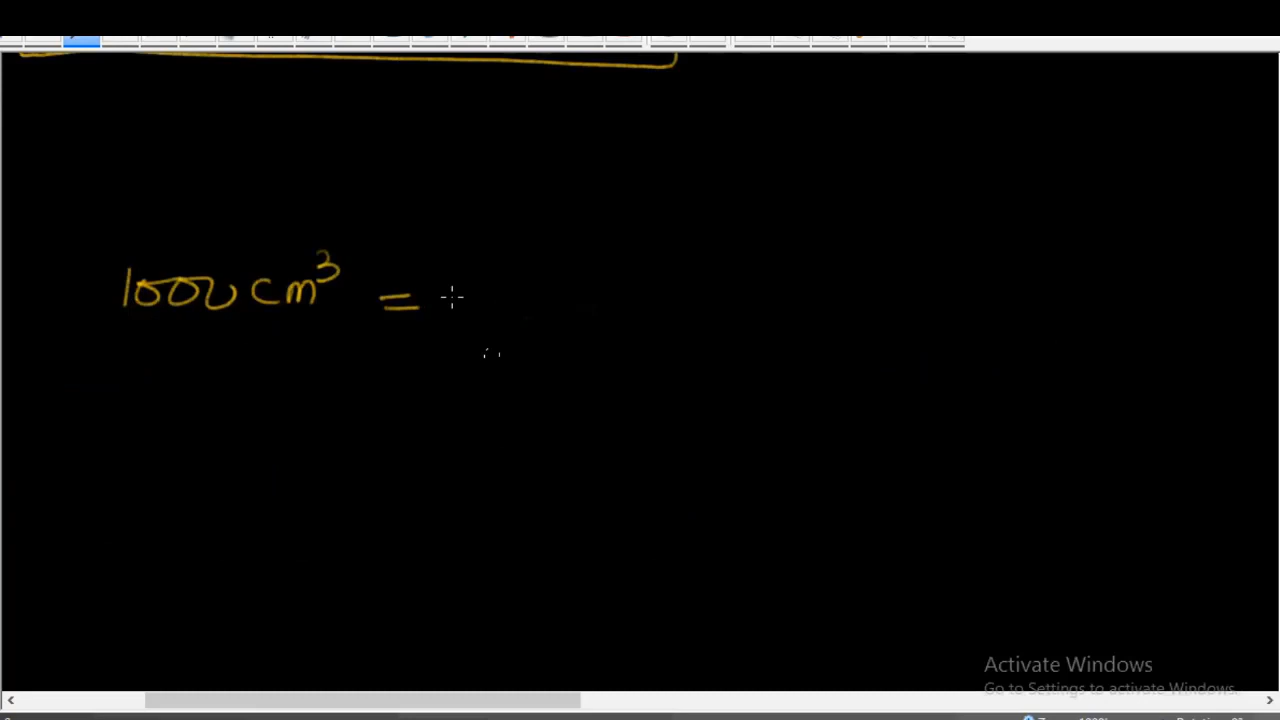 1000 cm³ =
Activate Windows
Go to Settings to activate Windows.